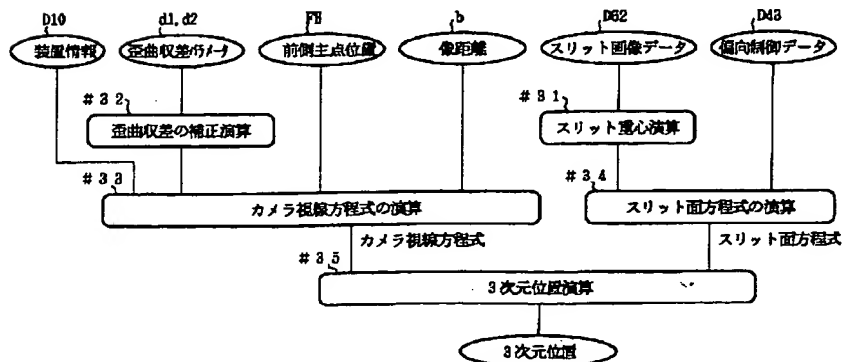 D10 d1,d2 FH b D62 D43
装置情報 歪曲収差パラメータ 前側主点位置 像距離 スリット画像データ 偏向制御データ
#32 #31
歪曲収差の補正演算 スリット重心演算
#33 #34
カメラ視線方程式の演算 スリット面方程式の演算
カメラ視線方程式 スリット面方程式
#35
3次元位置演算
3次元位置